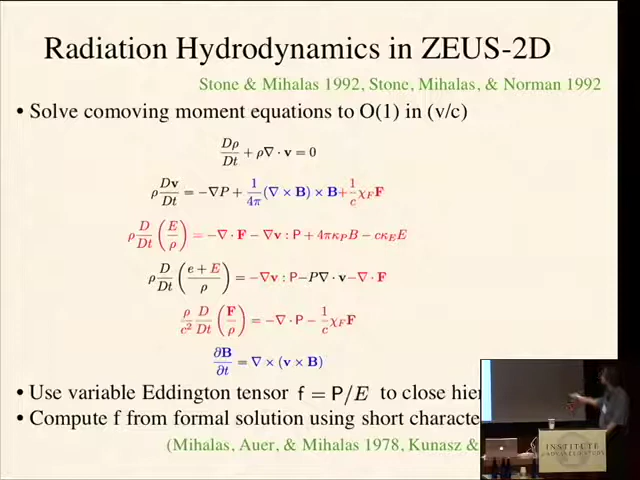 Radiation Hydrodynamics in ZEUS-2D
Stone & Mihalas 1992, Stone, Mihalas, & Norman 1992
• Solve comoving moment equations to O(1) in (v/c)
Dρ/Dt + ρ∇ · v = 0
ρ Dv/Dt = −∇P + 1/4π (∇ × B) × B + 1/c χ_F F
ρ D/Dt (E/ρ) = −∇ · F − ∇v : P + 4πκ_P B − cκ_E E
ρ D/Dt ((e + E)/ρ) = −∇v : P − P∇ · v − ∇ · F
ρ/c² D/Dt (F/ρ) = −∇ · P − 1/c χ_F F
∂B/∂t = ∇ × (v × B)
• Use variable Eddington tensor f = P/E to close
• Compute f from formal solution using short
(Mihalas, Auer, & Mihalas 1978, Kunasz &
INSTITUTE
ADVANCED STUDY